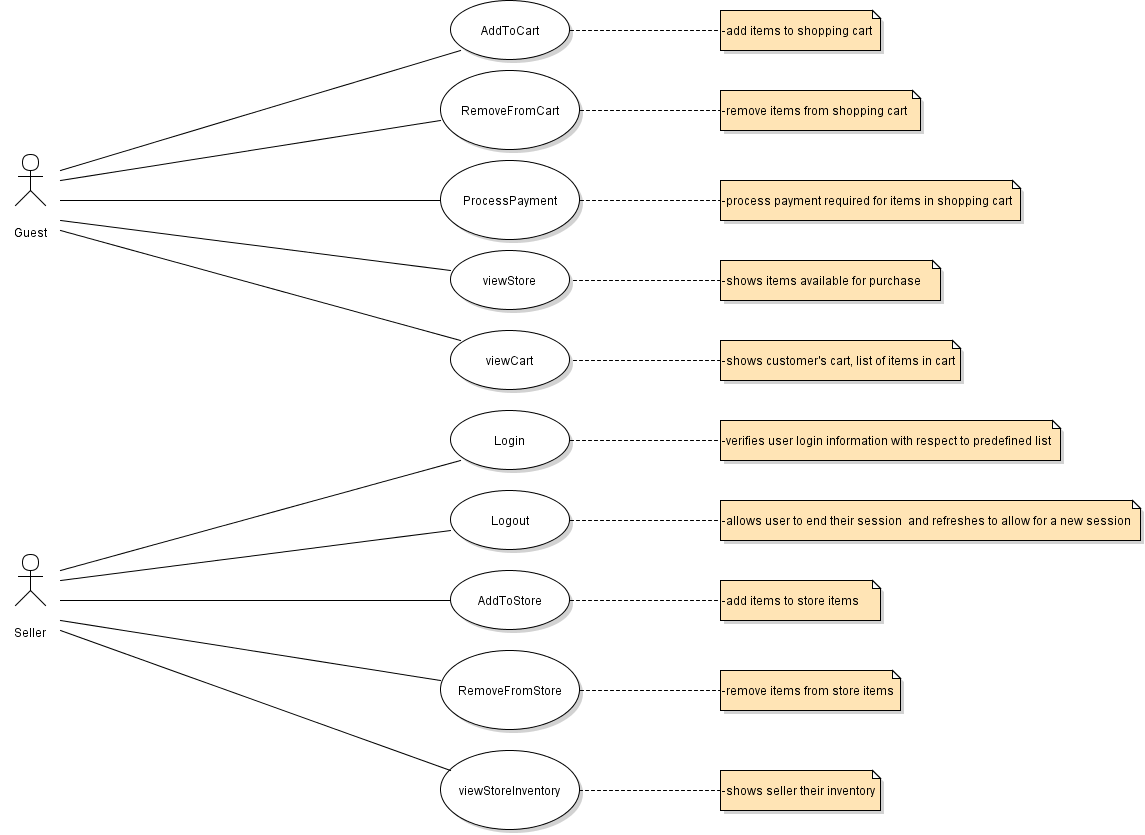 AddToCart
-add items to shopping cart
RemoveFromCart
-remove items from shopping cart
ProcessPayment
-process payment required for items in shopping cart
Guest
viewStore
-shows items available for purchase
viewCart
-shows customer's cart, list of items in cart
Login
-verifies user login information with respect to predefined list
Logout
-allows user to end their session  and refreshes to allow for a new session
AddToStore
-add items to store items
Seller
RemoveFromStore
-remove items from store items
viewStoreInventory
-shows seller their inventory